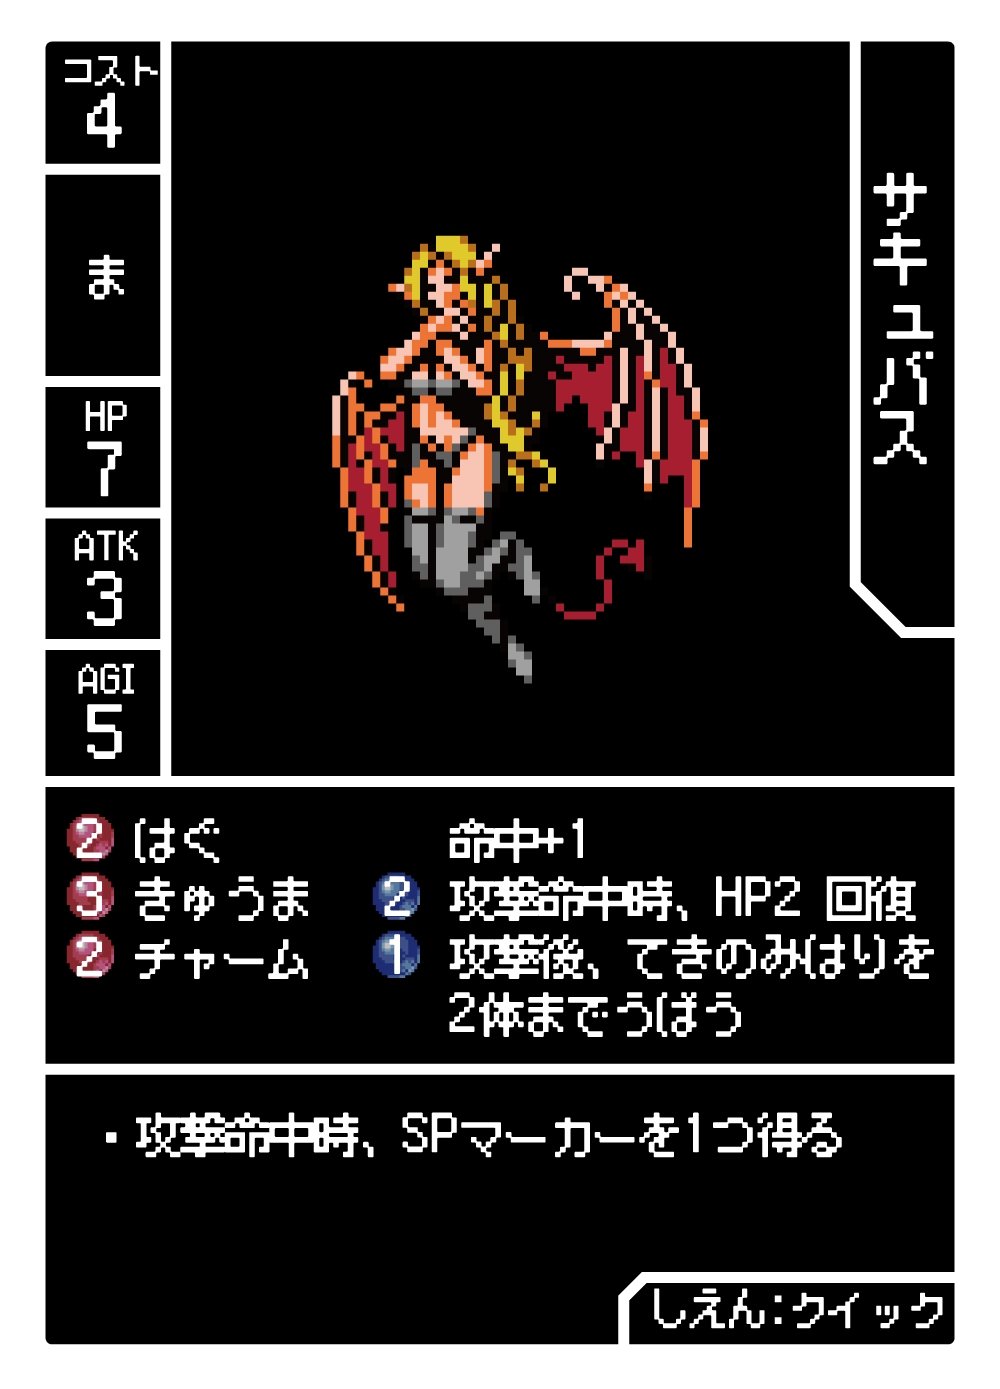 コスト
4
ま
HP
7
ATK
3
AGI
5
サキュバス
2 はぐ 命中+1
3 きゅうま 2 攻撃命中時、HP2 回復
2 チャーム 1 攻撃後、てきのみはりを
2体までうばう
・攻撃命中時、SPマーカーを1つ得る
しえん:クイック